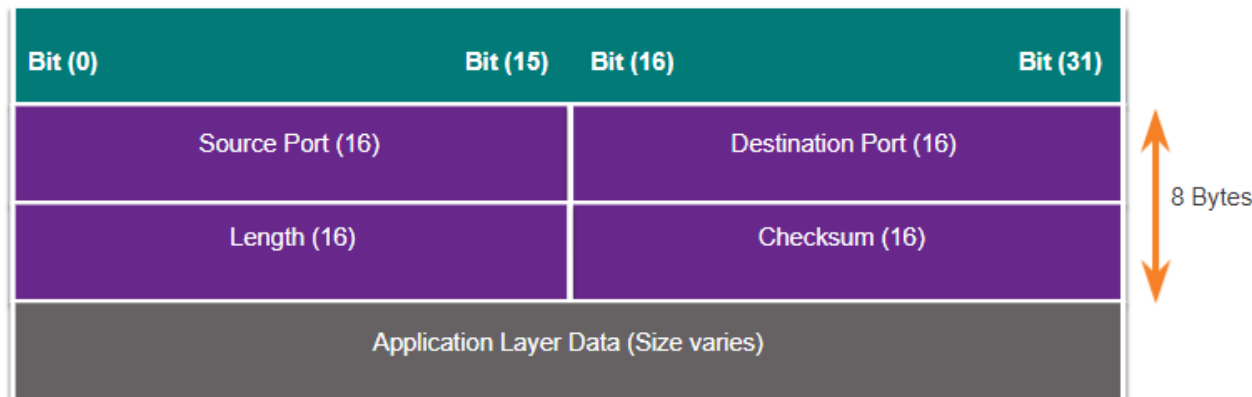 Bit (0) Bit (15) Bit (16) Bit (31)
Source Port (16) Destination Port (16)
8 Bytes
Length (16) Checksum (16)
Application Layer Data (Size varies)